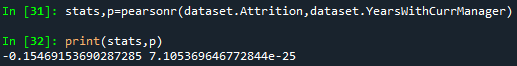 In [31]: stats,p=pearsonr(dataset.Attrition,dataset.YearsWithCurrManager)
In [32]: print(stats,p)
-0.15469153690287285 7.105369646772844e-25